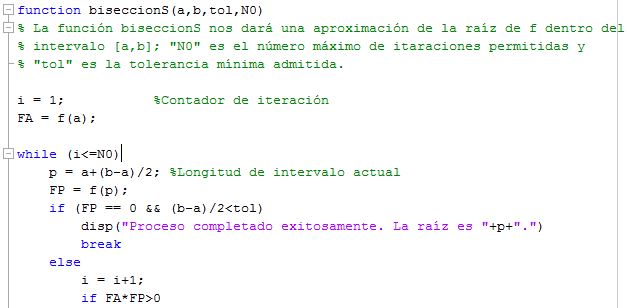 function biseccionS(a,b,tol,N0)
% La función biseccionS nos dará una aproximación de la raíz de f dentro del
% intervalo [a,b]; "N0" es el número máximo de itaraciones permitidas y
% "tol" es la tolerancia mínima admitida.
i = 1; %Contador de iteración
FA = f(a);
while (i<=N0)
p = a+(b-a)/2; %Longitud de intervalo actual
FP = f(p);
if (FP == 0 && (b-a)/2<tol)
disp("Proceso completado exitosamente. La raíz es "+p+".")
break
else
i = i+1;
if FA*FP>0